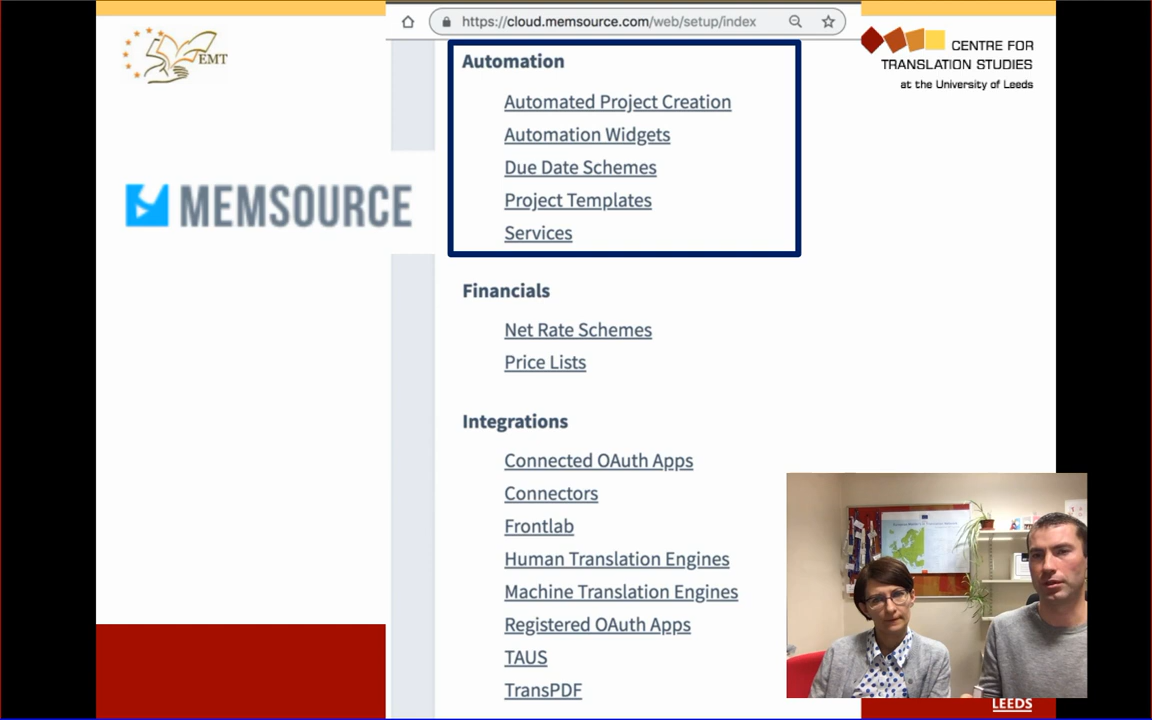 https://cloud.memsource.com/web/setup/index
EMT
CENTRE FOR
TRANSLATION STUDIES
at the University of Leeds
MEMSOURCE
Automation
Automated Project Creation
Automation Widgets
Due Date Schemes
Project Templates
Services
Financials
Net Rate Schemes
Price Lists
Integrations
Connected OAuth Apps
Connectors
Frontlab
Human Translation Engines
Machine Translation Engines
Registered OAuth Apps
TAUS
TransPDF
LEEDS